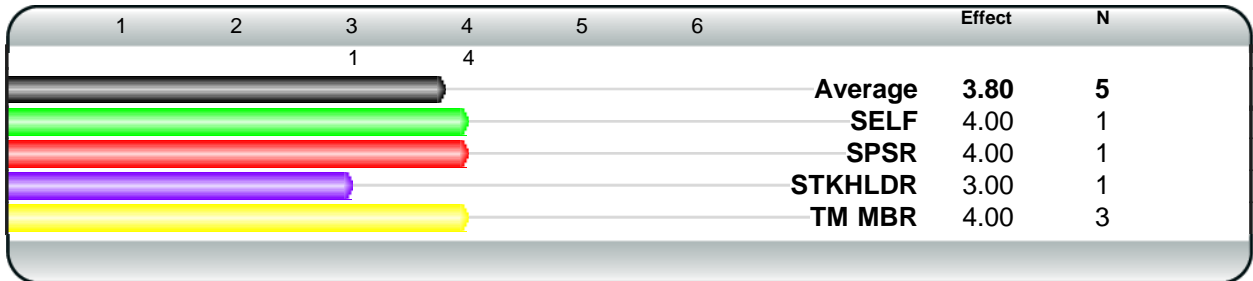 1 2 3 4 5 6 Effect N
1 4
Average 3.80 5
SELF 4.00 1
SPSR 4.00 1
STKHLDR 3.00 1
TM MBR 4.00 3